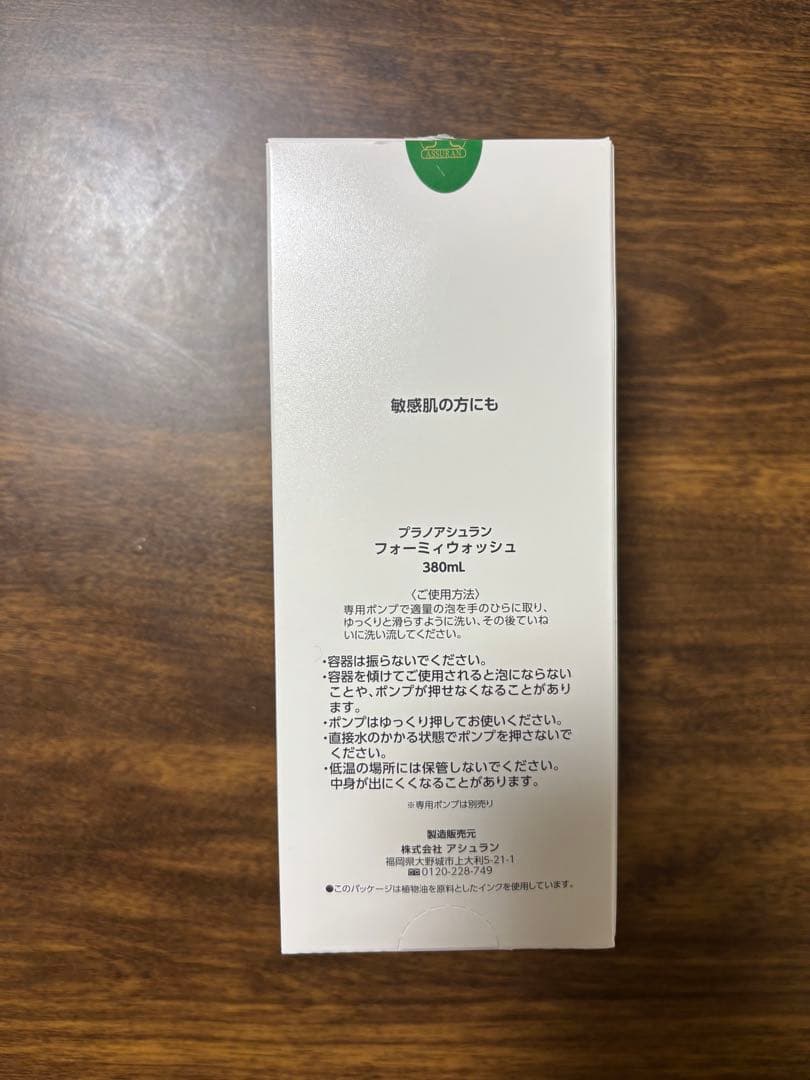 ASSURAN
敏感肌の方にも
プラノアシュラン
フォーミィウォッシュ
380mL
〈ご使用方法〉
専用ポンプで適量の泡を手のひらに取り、
ゆっくりと滑らすように洗い、その後ていね
いに洗い流してください。
・容器は振らないでください。
・容器を傾けてご使用されると泡にならない
ことや、ポンプが押せなくなることがあり
ます。
・ポンプはゆっくり押してお使いください。
・直接水のかかる状態でポンプを押さないで
ください。
・低温の場所には保管しないでください。
中身が出にくくなることがあります。
※専用ポンプは別売り
製造販売元
株式会社 アシュラン
福岡県大野城市上大利5-21-1
0120-228-749
●このパッケージは植物油を原料としたインクを使用しています。